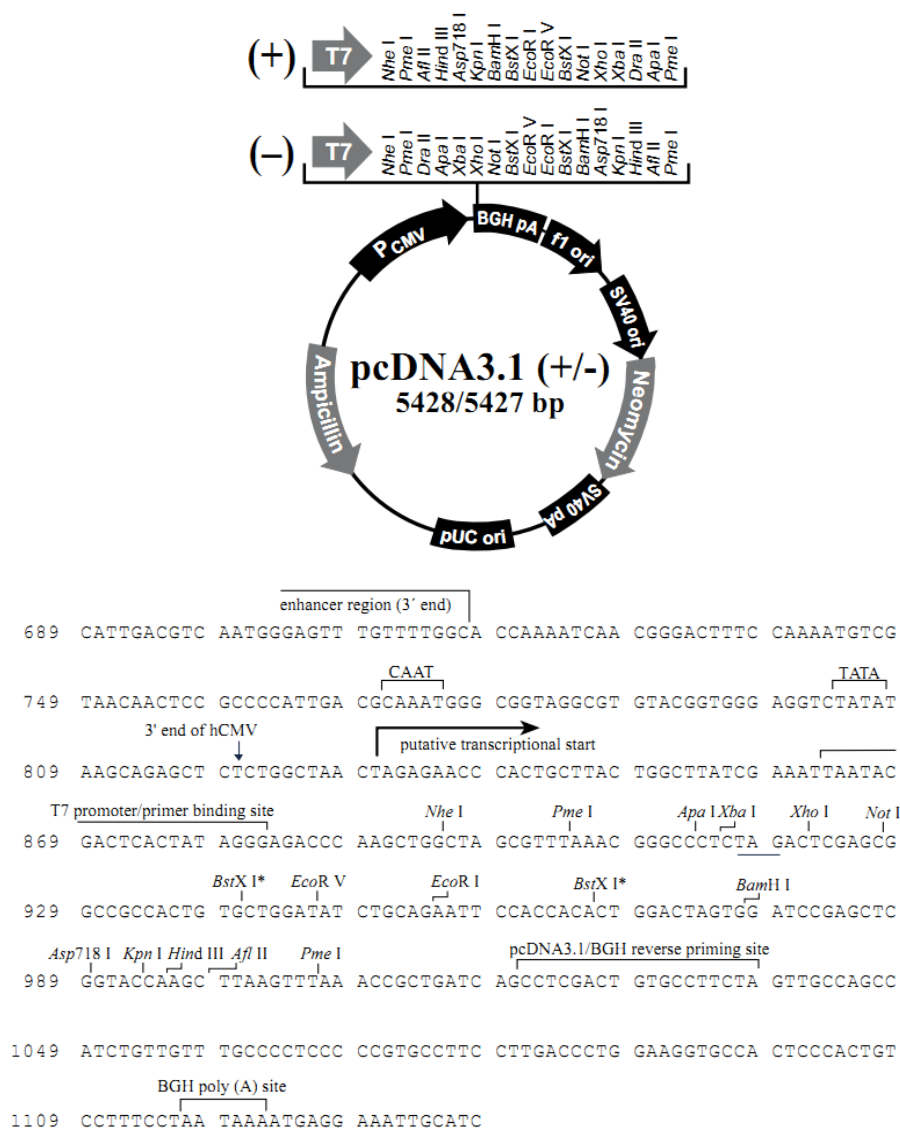 (+) T7 Nhe I Pme I Afl II Hind III Asp718 I Kpn I BamH I BstX I EcoR I EcoR V BstX I Not I Xho I Xba I Dra II Apa I Pme I
(–) T7 Nhe I Pme I Dra II Apa I Xba I Xho I Not I BstX I EcoR V EcoR I BstX I BamH I Asp718 I Kpn I Hind III Afl II Pme I
PCMV
BGH pA
f1 ori
SV40 ori
Neomycin
SV40 pA
pUC ori
Ampicillin
pcDNA3.1 (+/-)
5428/5427 bp
enhancer region (3´ end)
689 CATTGACGTC AATGGGAGTT TGTTTTGGCA CCAAAATCAA CGGGACTTTC CAAAATGTCG
CAAT TATA
749 TAACAACTCC GCCCCATTGA CGCAAATGGG CGGTAGGCGT GTACGGTGGG AGGTCTATAT
3' end of hCMV putative transcriptional start
809 AAGCAGAGCT CTCTGGCTAAC TAGAGAACC CACTGCTTAC TGGCTTATCG AAATTAATAC
T7 promoter/primer binding site Nhe I Pme I Apa I Xba I Xho I Not I
869 GACTCACTAT AGGGAGACCC AAGCTGGCTA GCGTTTAAAC GGGCCCTCTAG ACTCGAGCG
BstX I* EcoR V EcoR I BstX I* BamH I
929 GCCGCCACTG TGCTGGATAT CTGCAGAATT CCACCACACT GGACTAGTGG ATCCGAGCTC
Asp718 I Kpn I Hind III Afl II Pme I pcDNA3.1/BGH reverse priming site
989 GGTACCAAGC TTAAGTTTAA ACCGCTGATC AGCCTCGACT GTGCCTTCTA GTTGCCAGCC
1049 ATCTGTTGTT TGCCCCTCCC CCGTGCCTTC CTTGACCCTG GAAGGTGCCA CTCCCACTGT
BGH poly (A) site
1109 CCTTTCCTAA TAAAATGAGG AAATTGCATC